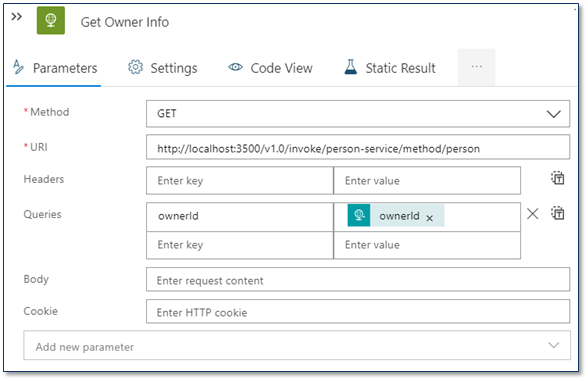 Get Owner Info
Parameters Settings Code View Static Result ...
* Method GET
* URI http://localhost:3500/v1.0/invoke/person-service/method/person
Headers Enter key Enter value
Queries ownerId ownerId ×
Enter key Enter value
Body Enter request content
Cookie Enter HTTP cookie
Add new parameter